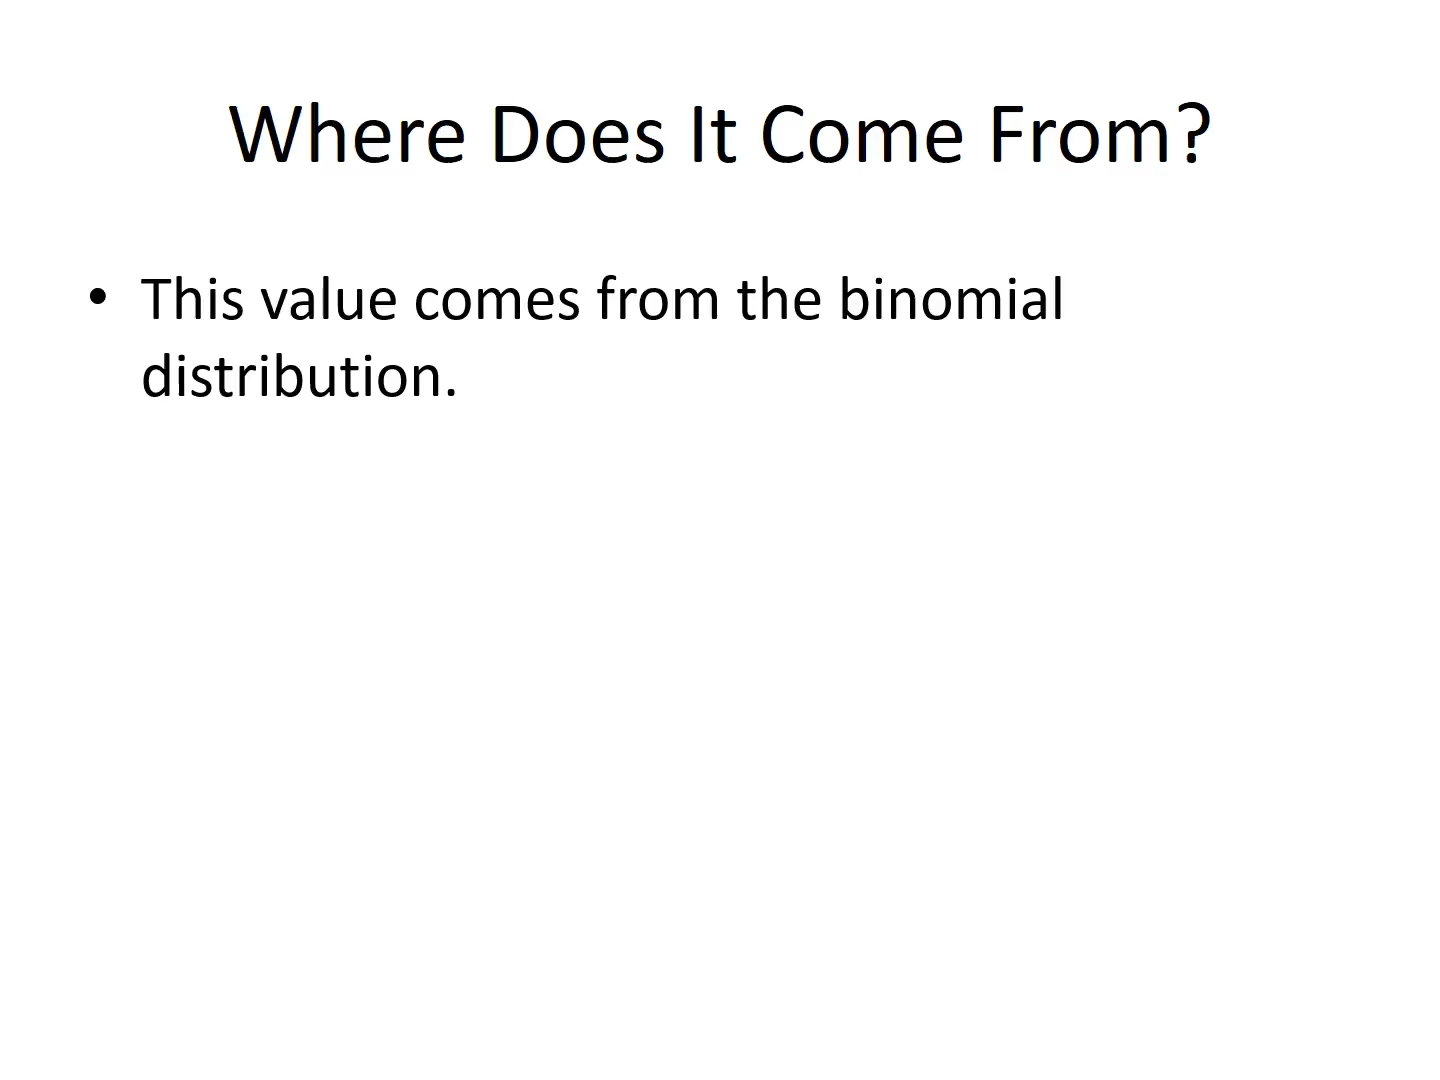 Where Does It Come From?
• This value comes from the binomial
distribution.